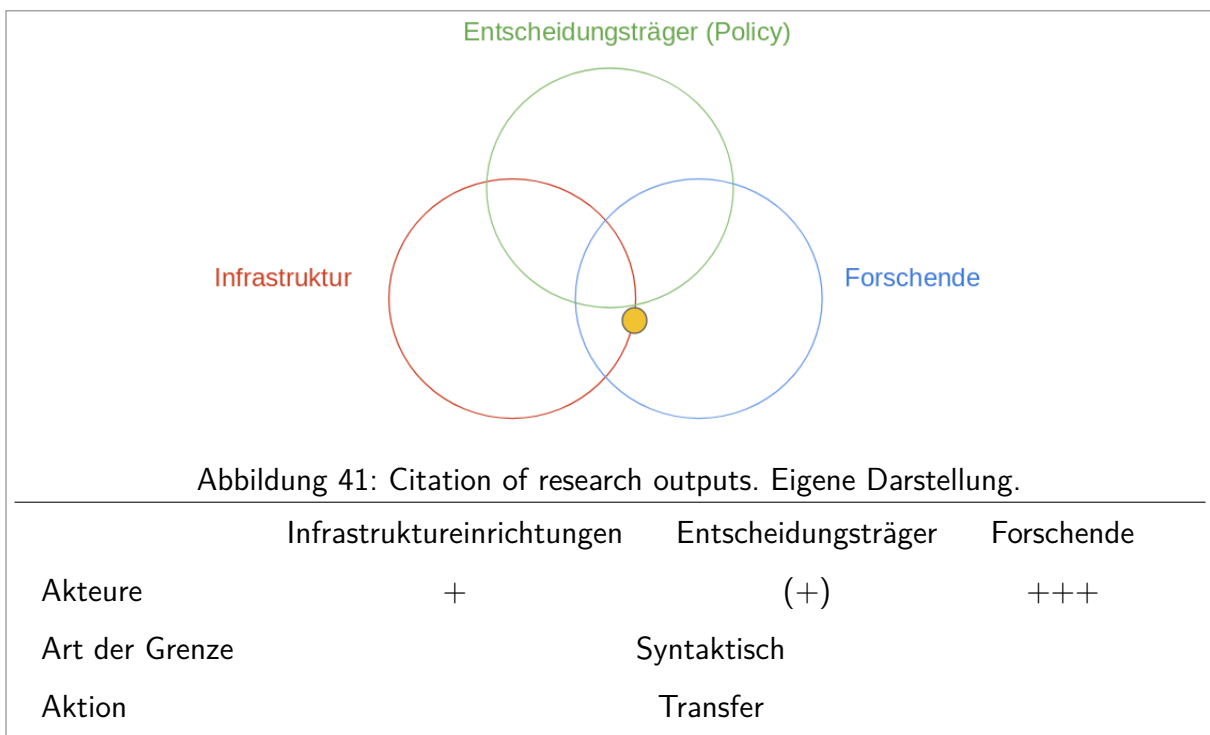 Entscheidungsträger (Policy)
Infrastruktur
Forschende
Abbildung 41: Citation of research outputs. Eigene Darstellung.
Infrastruktureinrichtungen Entscheidungsträger Forschende
Akteure + (+) +++
Art der Grenze Syntaktisch
Aktion Transfer